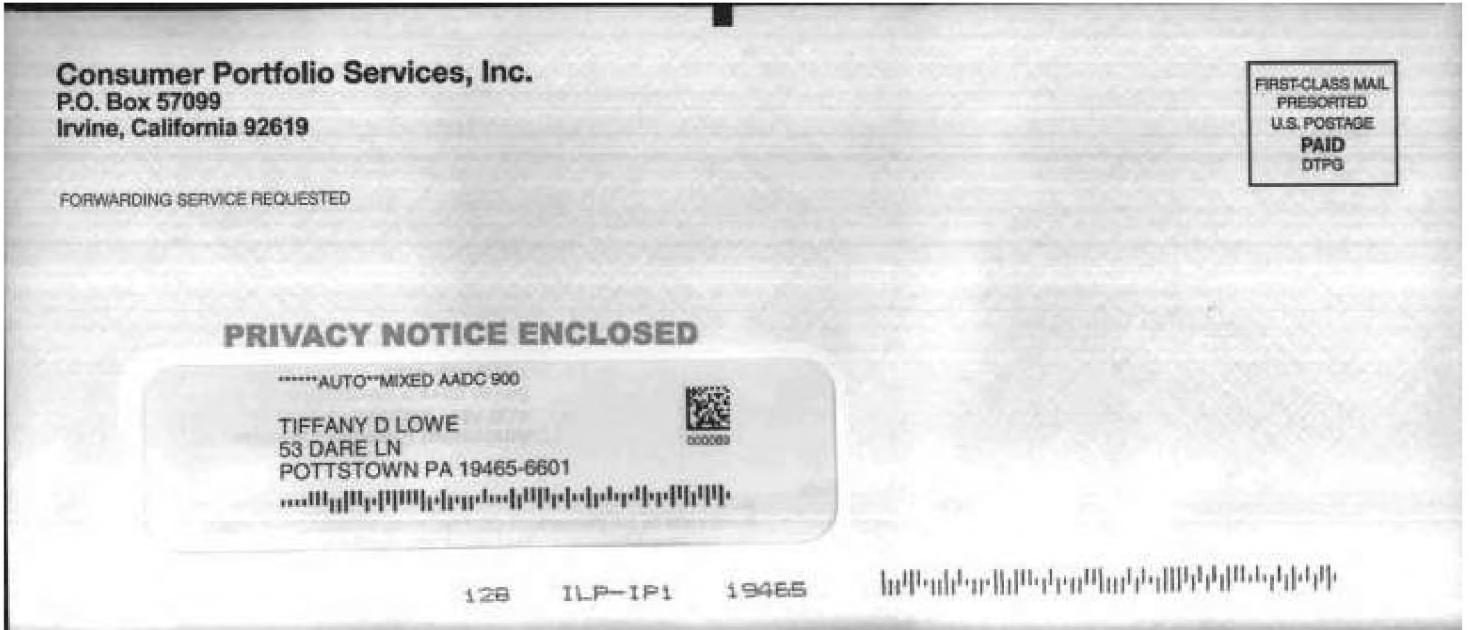 Consumer Portfolio Services, Inc.
P.O. Box 57099
Irvine, California 92619
FIRST-CLASS MAIL
PRESORTED
U.S. POSTAGE
PAID
DTPG
FORWARDING SERVICE REQUESTED
PRIVACY NOTICE ENCLOSED
******AUTO**MIXED AADC 900
TIFFANY D LOWE
53 DARE LN
POTTSTOWN PA 19465-6601
000089
128 ILP-IP1 19465